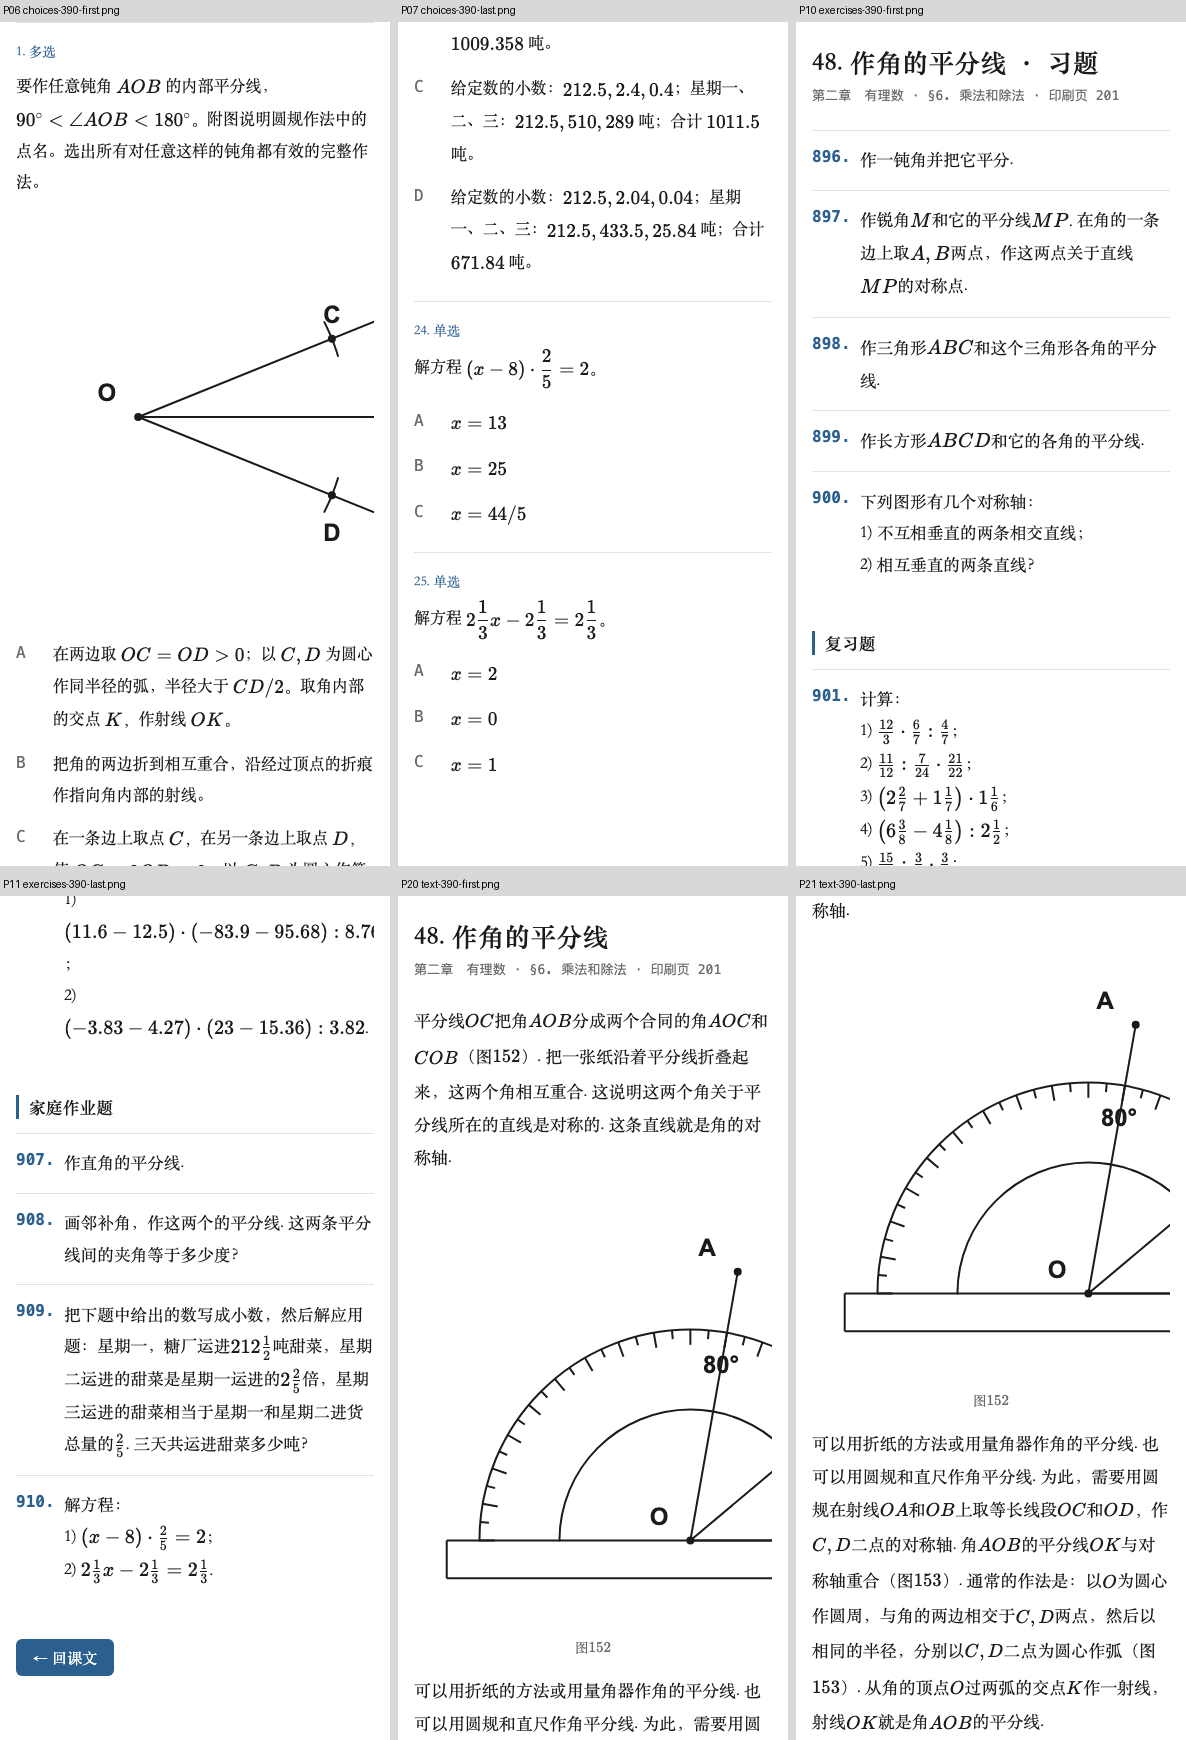 P06 choices-390-first.png
1. 多选
要作任意钝角 AOB 的内部平分线，
90° < ∠AOB < 180°。附图说明圆规作法中的
点名。选出所有对任意这样的钝角都有效的完整作
法。
C
O
D
A 在两边取 OC = OD > 0；以 C, D 为圆心
作同半径的弧，半径大于 CD/2。取角内部
的交点 K，作射线 OK。
B 把角的两边折到相互重合，沿经过顶点的折痕
作指向角内部的射线。
C 在一条边上取点 C，在另一条边上取点 D，
P07 choices-390-last.png
1009.358 吨。
C 给定数的小数：212.5, 2.4, 0.4；星期一、
二、三：212.5, 510, 289 吨；合计 1011.5
吨。
D 给定数的小数：212.5, 2.04, 0.04；星期
一、二、三：212.5, 433.5, 25.84 吨；合计
671.84 吨。
24. 单选
解方程 (x − 8) · 2/5 = 2。
A x = 13
B x = 25
C x = 44/5
25. 单选
解方程 2 1/3 x − 2 1/3 = 2 1/3。
A x = 2
B x = 0
C x = 1
P10 exercises-390-first.png
48. 作角的平分线 · 习题
第二章 有理数 · §6. 乘法和除法 · 印刷页 201
896. 作一钝角并把它平分.
897. 作锐角M和它的平分线MP. 在角的一条
边上取A, B两点，作这两点关于直线
MP的对称点.
898. 作三角形ABC和这个三角形各角的平分
线.
899. 作长方形ABCD和它的各角的平分线.
900. 下列图形有几个对称轴：
1) 不互相垂直的两条相交直线；
2) 相互垂直的两条直线？
复习题
901. 计算：
1) 12/3 · 6/7 : 4/7；
2) 11/12 : 7/24 · 21/22；
3) (2 2/7 + 1 1/7) · 1 1/6；
4) (6 3/8 − 4 1/8) : 2 1/2；
P11 exercises-390-last.png
1)
(11.6 − 12.5) · (−83.9 − 95.68) : 8.76
；
2)
(−3.83 − 4.27) · (23 − 15.36) : 3.82.
家庭作业题
907. 作直角的平分线.
908. 画邻补角，作这两个的平分线. 这两条平分
线间的夹角等于多少度？
909. 把下题中给出的数写成小数，然后解应用
题：星期一，糖厂运进212 1/2吨甜菜，星期
二运进的甜菜是星期一运进的2 2/5倍，星期
三运进的甜菜相当于星期一和星期二进货
总量的2/5. 三天共运进甜菜多少吨？
910. 解方程：
1) (x − 8) · 2/5 = 2；
2) 2 1/3 x − 2 1/3 = 2 1/3.
← 回课文
P20 text-390-first.png
48. 作角的平分线
第二章 有理数 · §6. 乘法和除法 · 印刷页 201
平分线OC把角AOB分成两个合同的角AOC和
COB（图152）. 把一张纸沿着平分线折叠起
来，这两个角相互重合. 这说明这两个角关于平
分线所在的直线是对称的. 这条直线就是角的对
称轴.
A
80°
O
图152
可以用折纸的方法或用量角器作角的平分线. 也
可以用圆规和直尺作角平分线. 为此，需要用圆
P21 text-390-last.png
称轴.
A
80°
O
图152
可以用折纸的方法或用量角器作角的平分线. 也
可以用圆规和直尺作角平分线. 为此，需要用圆
规在射线OA和OB上取等长线段OC和OD，作
C, D二点的对称轴. 角AOB的平分线OK与对
称轴重合（图153）. 通常的作法是：以O为圆心
作圆周，与角的两边相交于C, D两点，然后以
相同的半径，分别以C, D二点为圆心作弧（图
153）. 从角的顶点O过两弧的交点K作一射线，
射线OK就是角AOB的平分线.